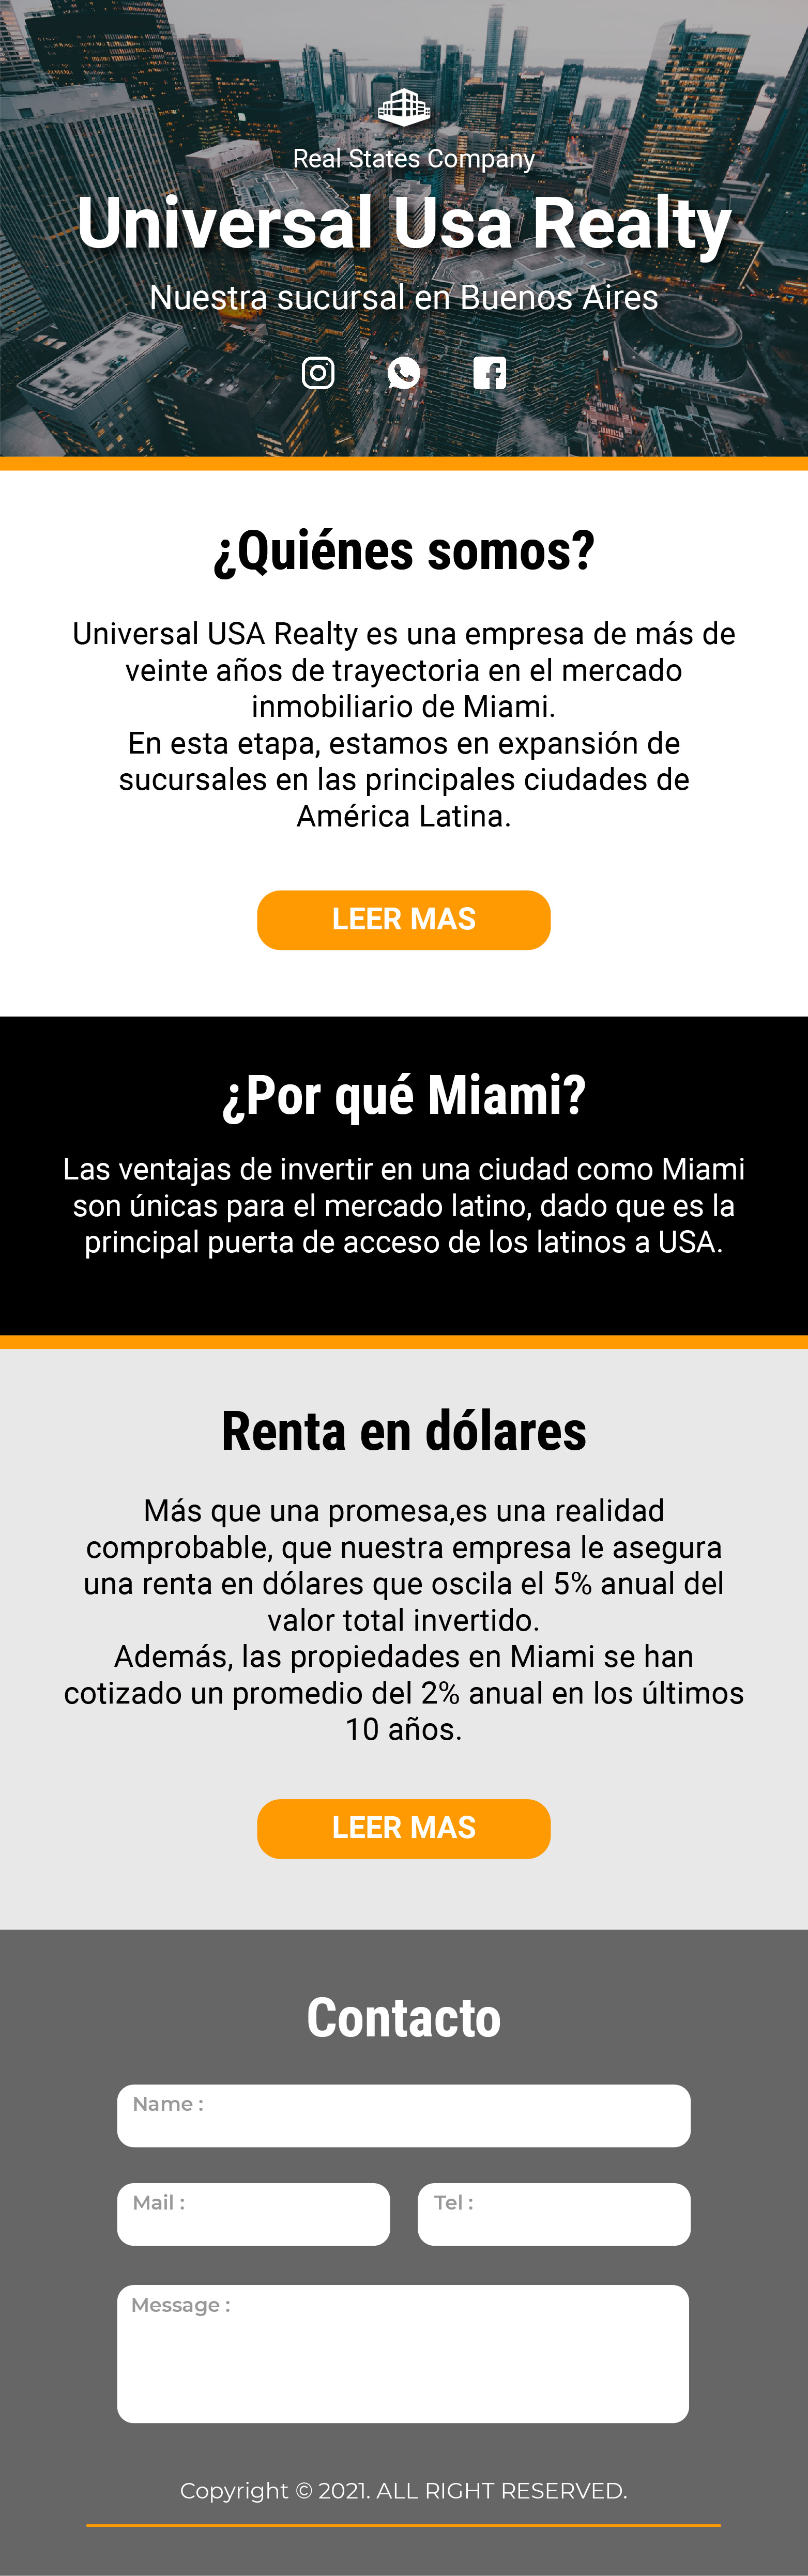 Real States Company
Universal Usa Realty
Nuestra sucursal en Buenos Aires
¿Quiénes somos?
Universal USA Realty es una empresa de más de
veinte años de trayectoria en el mercado
inmobiliario de Miami.
En esta etapa, estamos en expansión de
sucursales en las principales ciudades de
América Latina.
LEER MAS
¿Por qué Miami?
Las ventajas de invertir en una ciudad como Miami
son únicas para el mercado latino, dado que es la
principal puerta de acceso de los latinos a USA.
Renta en dólares
Más que una promesa,es una realidad
comprobable, que nuestra empresa le asegura
una renta en dólares que oscila el 5% anual del
valor total invertido.
Además, las propiedades en Miami se han
cotizado un promedio del 2% anual en los últimos
10 años.
LEER MAS
Contacto
Name :
Mail : Tel :
Message :
Copyright © 2021. ALL RIGHT RESERVED.